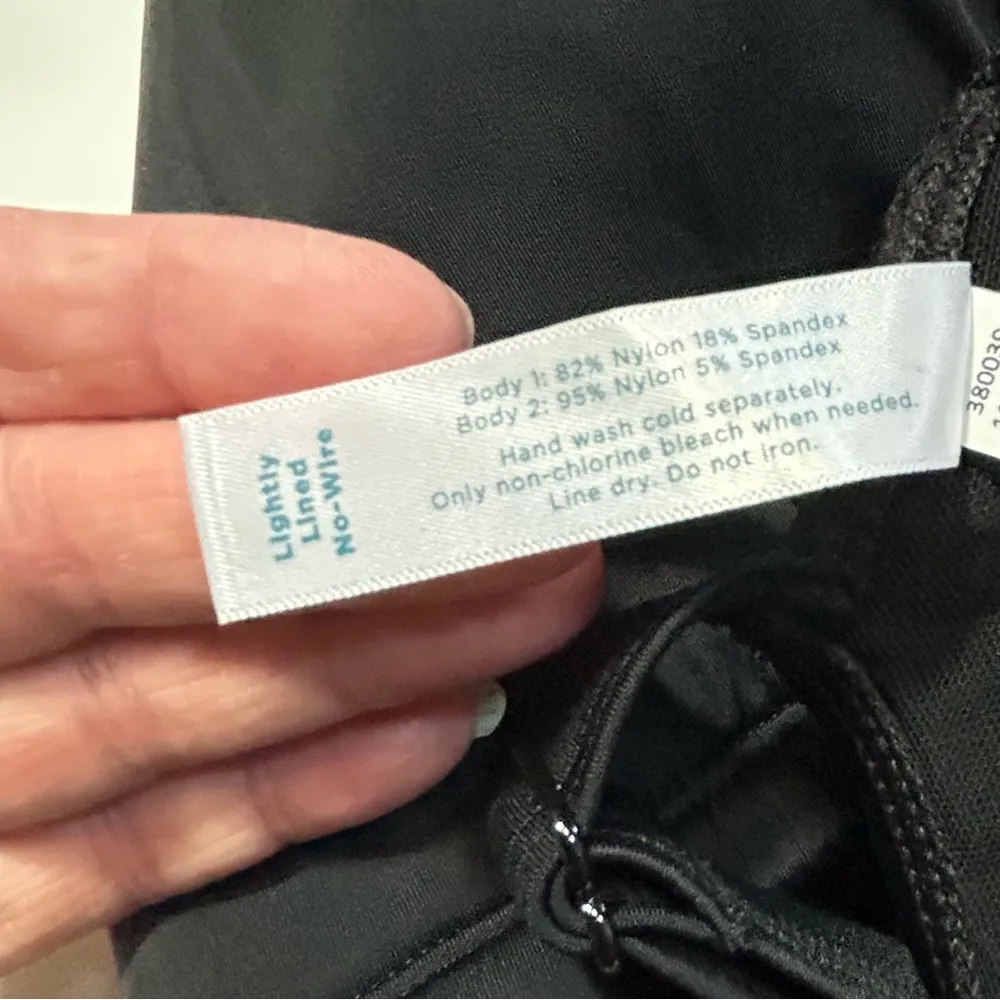 Lightly
Lined
No-Wire
Body 1: 82% Nylon 18% Spandex
Body 2: 95% Nylon 5% Spandex
Hand wash cold separately.
Only non-chlorine bleach when needed.
Line dry. Do not iron.